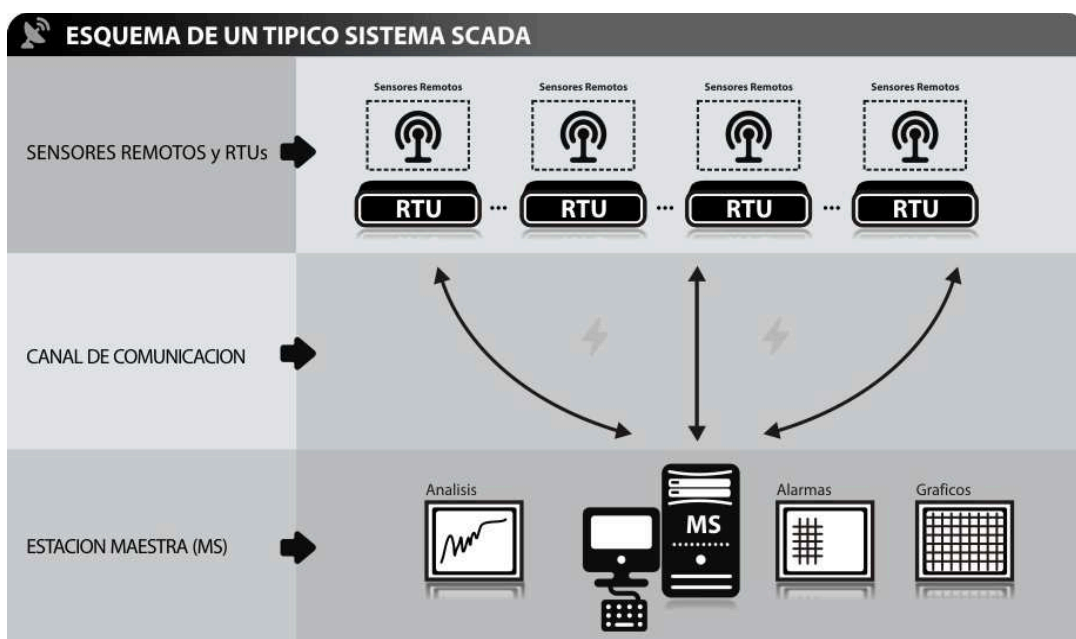 ESQUEMA DE UN TIPICO SISTEMA SCADA
Sensores Remotos
Sensores Remotos
Sensores Remotos
Sensores Remotos
SENSORES REMOTOS y RTUs
RTU
...
RTU
...
RTU
...
RTU
CANAL DE COMUNICACION
ESTACION MAESTRA (MS)
Analisis
MS
Alarmas
Graficos